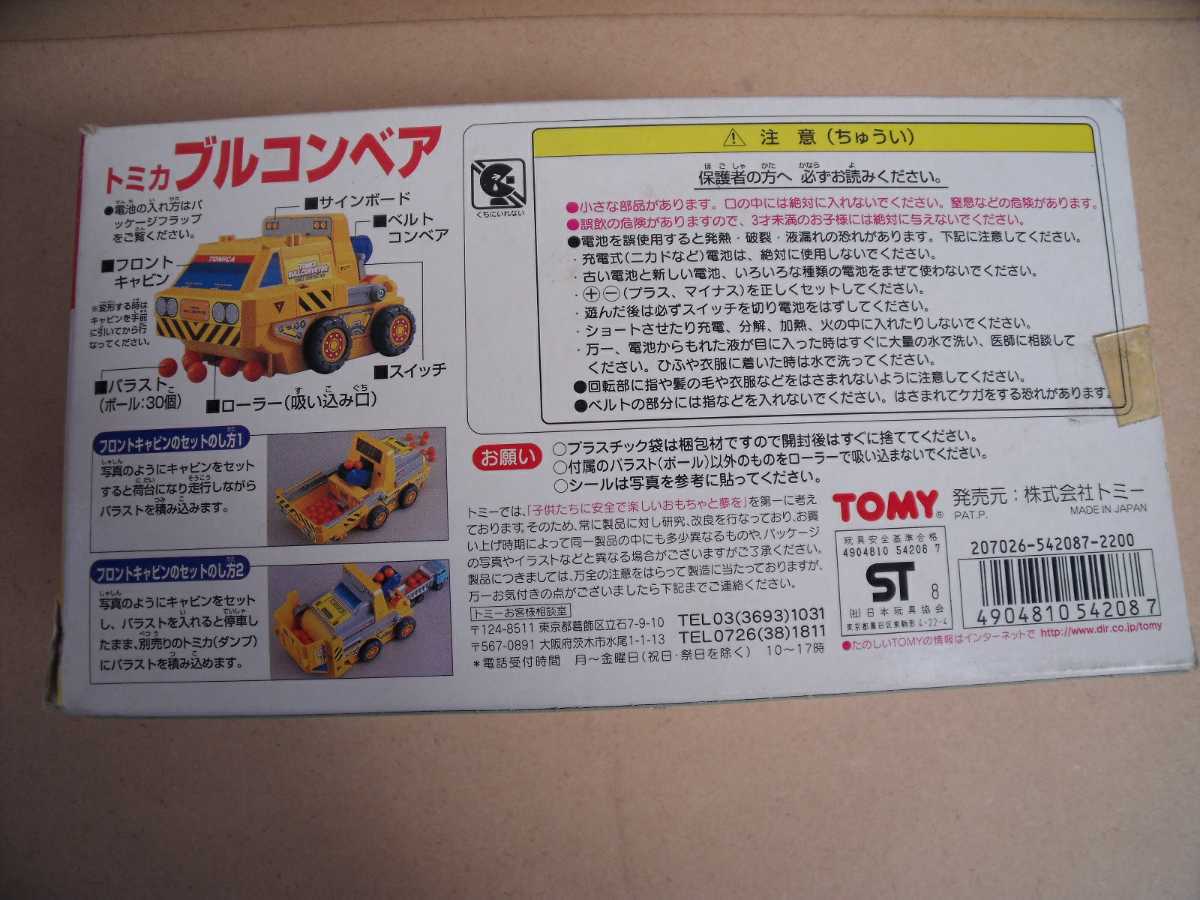 トミカ ブルコンベア
●電池の入れ方はパ
ッケージフラップ
をご覧ください。
■サインボード
■ベルト
コンベア
■フロント
キャビン
※変形する時は
キャビンを手前
に引いてから行
なってください。
TOMICA
■スイッチ
■バラスト
(ボール:30個)
■ローラー(吸い込み口)
フロントキャビンのセットのし方1
写真のようにキャビンをセット
すると荷台になり走行しながら
バラストを積み込みます。
フロントキャビンのセットのし方2
写真のようにキャビンをセット
し、バラストを入れると停車し
たまま、別売りのトミカ(ダンプ)
にバラストを積み込めます。
くちにいれない
⚠ 注 意 (ちゅうい)
保護者の方へ 必ずお読みください。
●小さな部品があります。口の中には絶対に入れないでください。窒息などの危険があります。
●誤飲の危険がありますので、3才未満のお子様には絶対に与えないでください。
●電池を誤使用すると発熱・破裂・液漏れの恐れがあります。下記に注意してください。
・充電式(ニカドなど)電池は、絶対に使用しないでください。
・古い電池と新しい電池、いろいろな種類の電池をまぜて使わないでください。
・⊕⊖(プラス、マイナス)を正しくセットしてください。
・遊んだ後は必ずスイッチを切り電池をはずしてください。
・ショートさせたり充電、分解、加熱、火の中に入れたりしないでください。
・万一、電池からもれた液が目に入った時はすぐに大量の水で洗い、医師に相談して
ください。ひふや衣服に着いた時は水で洗ってください。
●回転部に指や髪の毛や衣服などをはさまれないように注意してください。
●ベルトの部分には指などを入れないでください。はさまれてケガをする恐れがあります。
お願い
○プラスチック袋は梱包材ですので開封後はすぐに捨ててください。
○付属のバラスト(ボール)以外のものをローラーで吸い込まないでください。
○シールは写真を参考に貼ってください。
トミーでは、「子供たちに安全で楽しいおもちゃと夢を」を第一に考え
ております。そのため、常に製品に対し研究、改良を行なっており、お買
い上げ時期によって同一製品の中にも多少異なるものや、パッケージ
の写真やイラストなどと異なる場合がございますがご了承ください。
製品につきましては、万全の注意をはらって製造に当たっておりますが、
万一お気付きの点がございましたら下記までご連絡ください。
トミーお客様相談室
〒124-8511 東京都葛飾区立石7-9-10 TEL03(3693)1031
〒567-0891 大阪府茨木市水尾1-1-13 TEL0726(38)1811
*電話受付時間 月~金曜日(祝日・祭日を除く) 10~17時
TOMY® 発売元:株式会社トミー
PAT.P. MADE IN JAPAN
玩具安全基準合格
4904810 54208 7
ST 8
(社)日本玩具協会
東京都墨田区東駒形4-22-4
207026-542087-2200
4904810542087
●たのしいTOMYの情報はインターネットで http://www.dir.co.jp/tomy